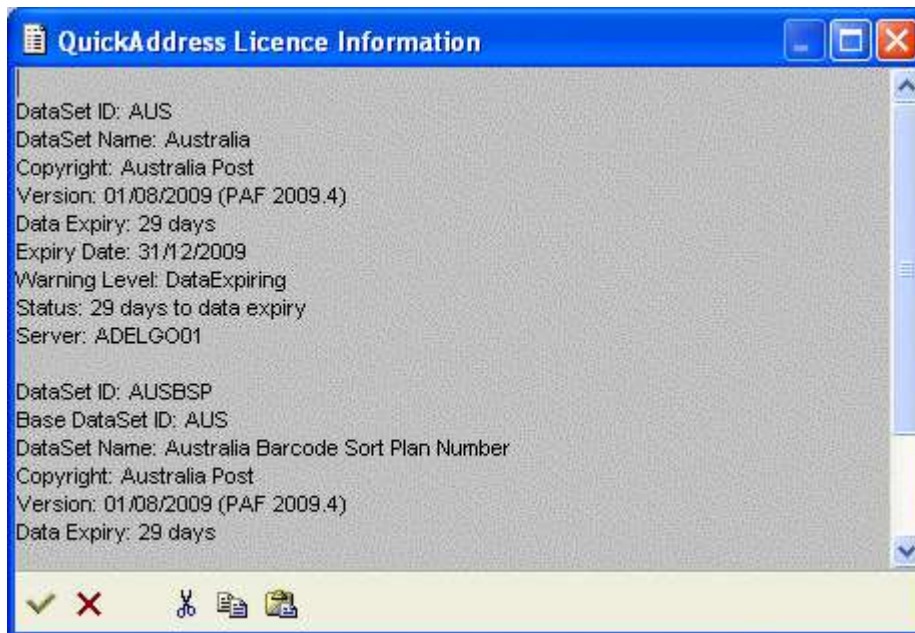 QuickAddress Licence Information
DataSet ID: AUS
DataSet Name: Australia
Copyright: Australia Post
Version: 01/08/2009 (PAF 2009.4)
Data Expiry: 29 days
Expiry Date: 31/12/2009
Warning Level: DataExpiring
Status: 29 days to data expiry
Server: ADELGO01
DataSet ID: AUSBSP
Base DataSet ID: AUS
DataSet Name: Australia Barcode Sort Plan Number
Copyright: Australia Post
Version: 01/08/2009 (PAF 2009.4)
Data Expiry: 29 days